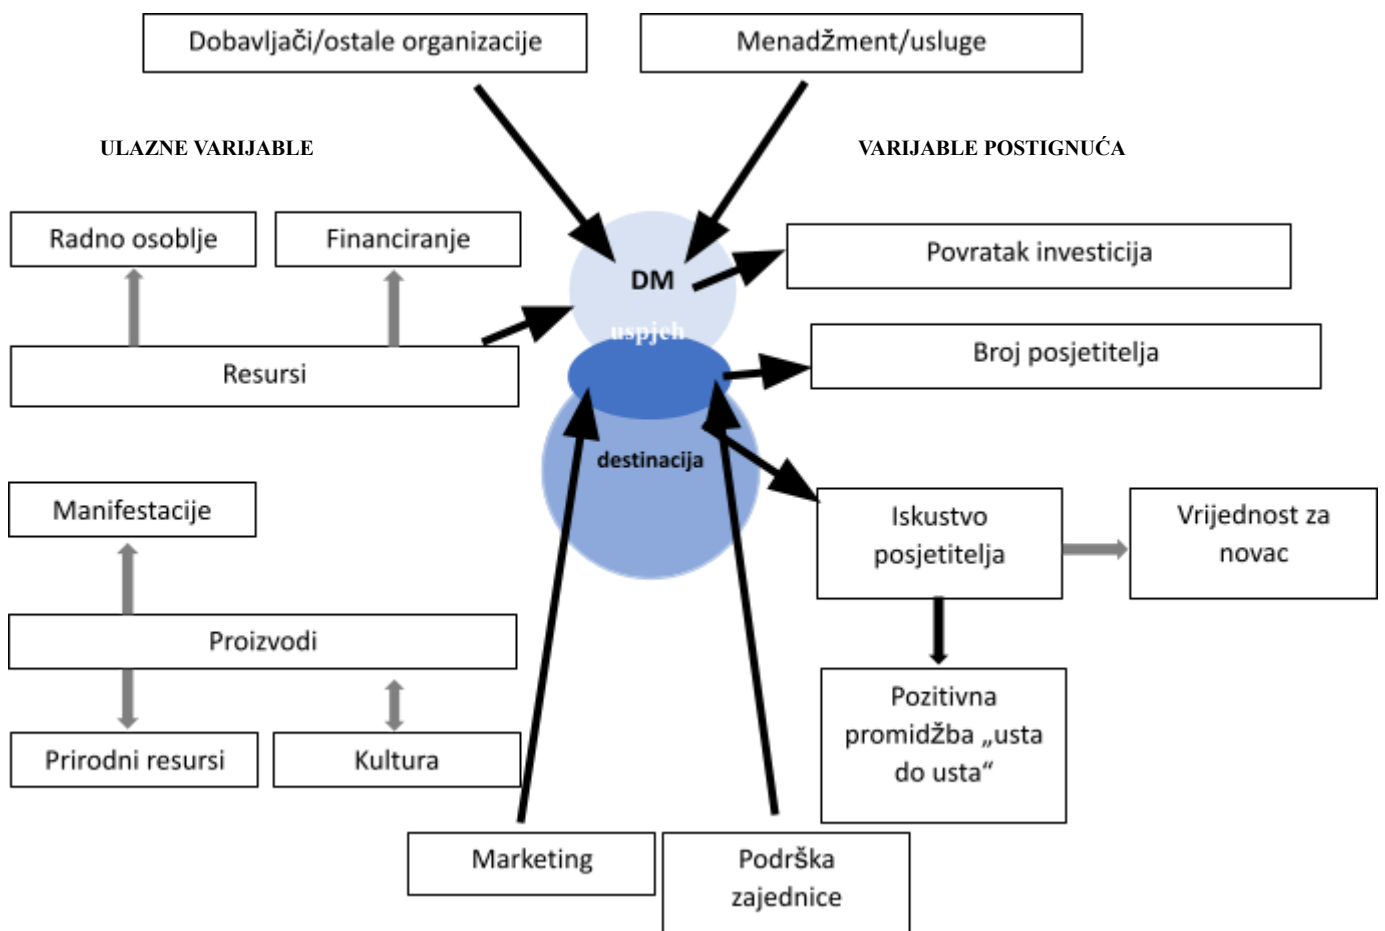 Dobavljači/ostale organizacije
Menadžment/usluge
ULAZNE VARIJABLE
VARIJABLE POSTIGNUĆA
Radno osoblje
Financiranje
Povratak investicija
DM
uspjeh
Resursi
Broj posjetitelja
destinacija
Manifestacije
Iskustvo
posjetitelja
Vrijednost za
novac
Proizvodi
Pozitivna
promidžba „usta
do usta“
Prirodni resursi
Kultura
Marketing
Podrška
zajednice